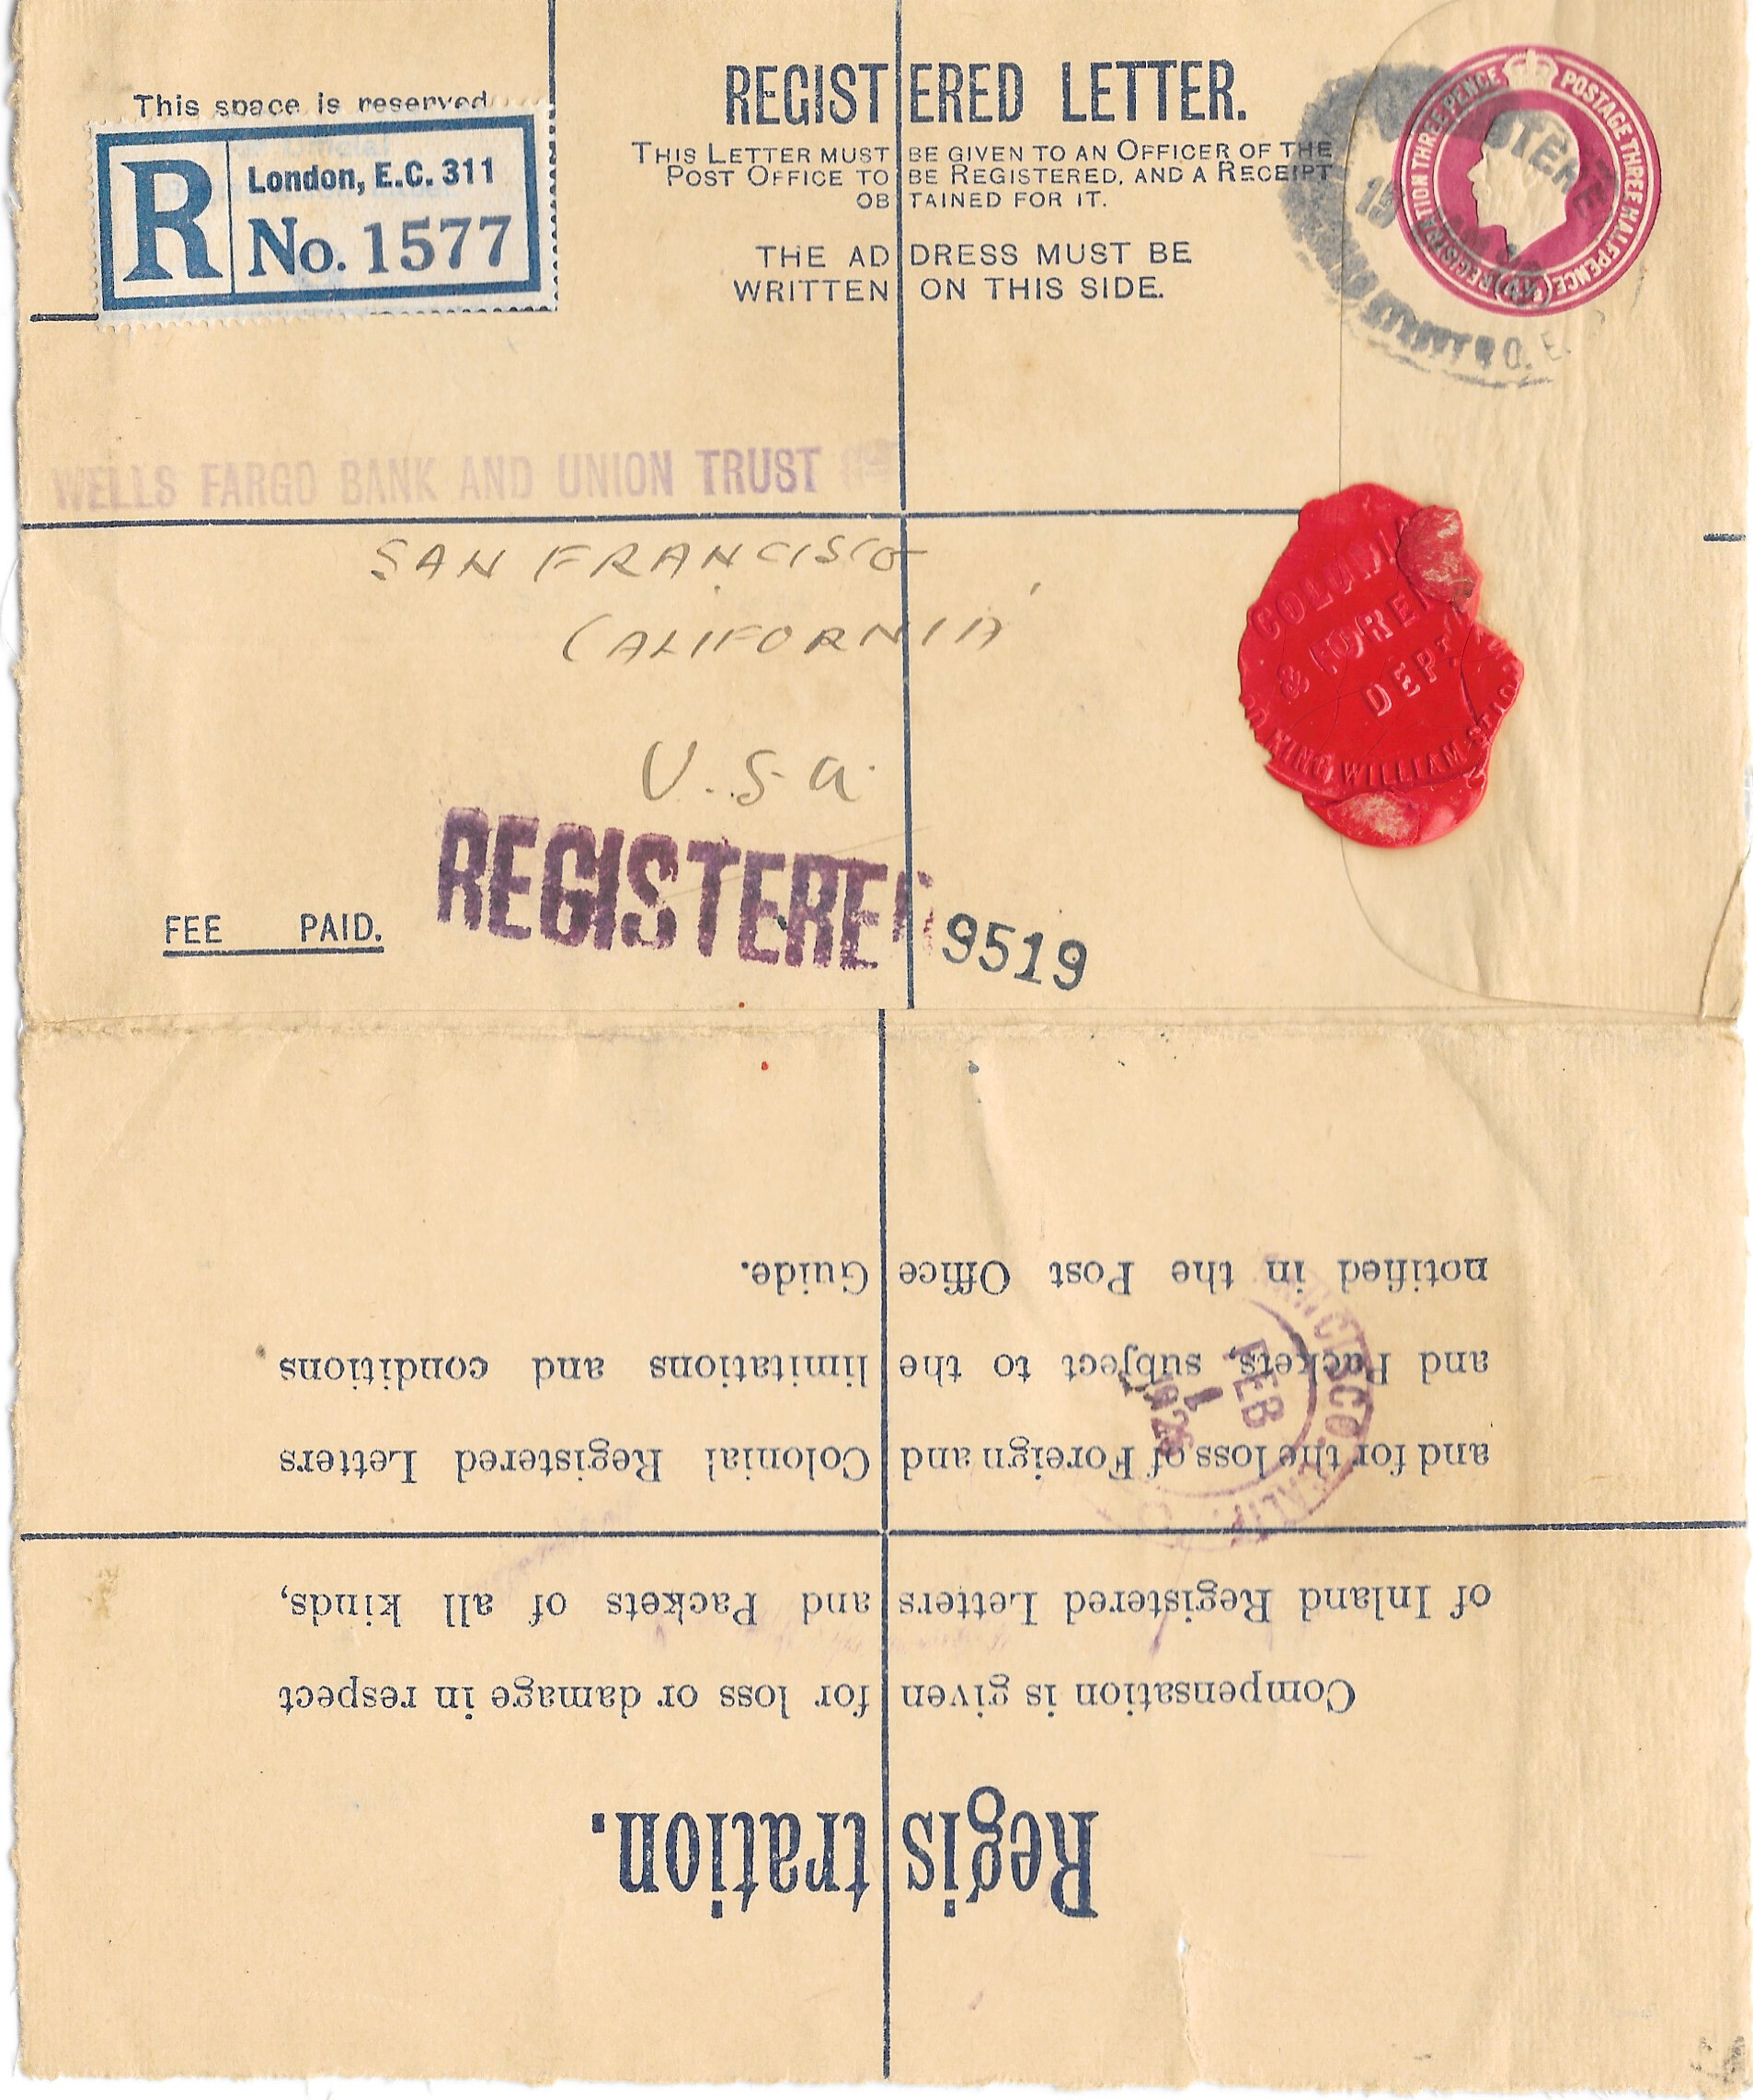 This space is reserved
R
London, E.C. 311
No. 1577
REGISTERED LETTER.
THIS LETTER MUST BE GIVEN TO AN OFFICER OF THE
POST OFFICE TO BE REGISTERED, AND A RECEIPT
OBTAINED FOR IT.
THE ADDRESS MUST BE
WRITTEN ON THIS SIDE.
REGISTRATION THREE PENCE POSTAGE THREE HALFPENCE
15
WELLS FARGO BANK AND UNION TRUST
SAN FRANCISCO
CALIFORNIA
U.S.A.
& FOREI
DEPT
KING WILLIAM ST
FEE PAID.
REGISTERED
9519
Registration.
Compensation is given for loss or damage in respect
of Inland Registered Letters and Packets of all kinds,
and for the loss of Foreign and Colonial Registered Letters
and Packets, subject to the limitations and conditions
notified in the Post Office Guide.
FEB
1
192